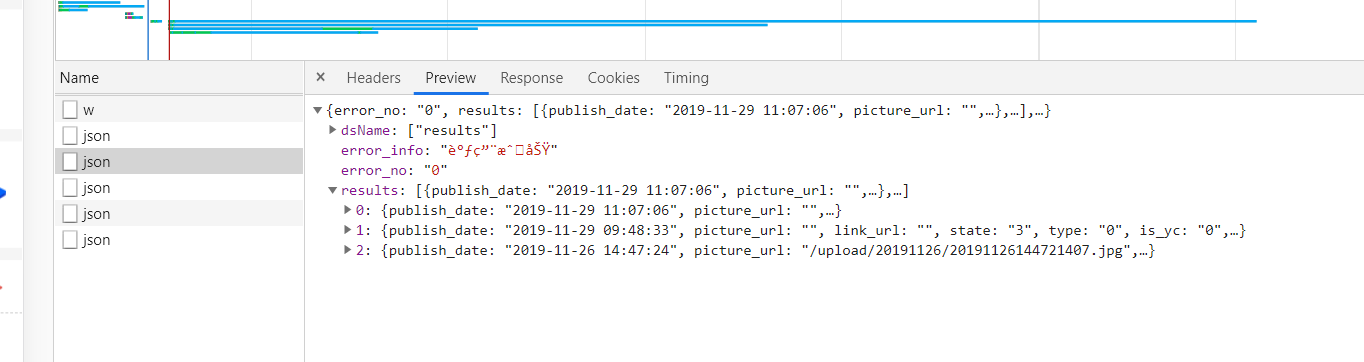 Name
× Headers Preview Response Cookies Timing
w
json
json
json
json
json
▼{error_no: "0", results: [{publish_date: "2019-11-29 11:07:06", picture_url: "",…},…],…}
▶dsName: ["results"]
error_info: "è°ƒç”¨æˆ□åŠŸ"
error_no: "0"
▼results: [{publish_date: "2019-11-29 11:07:06", picture_url: "",…},…]
▶0: {publish_date: "2019-11-29 11:07:06", picture_url: "",…}
▶1: {publish_date: "2019-11-29 09:48:33", picture_url: "", link_url: "", state: "3", type: "0", is_yc: "0",…}
▶2: {publish_date: "2019-11-26 14:47:24", picture_url: "/upload/20191126/20191126144721407.jpg",…}